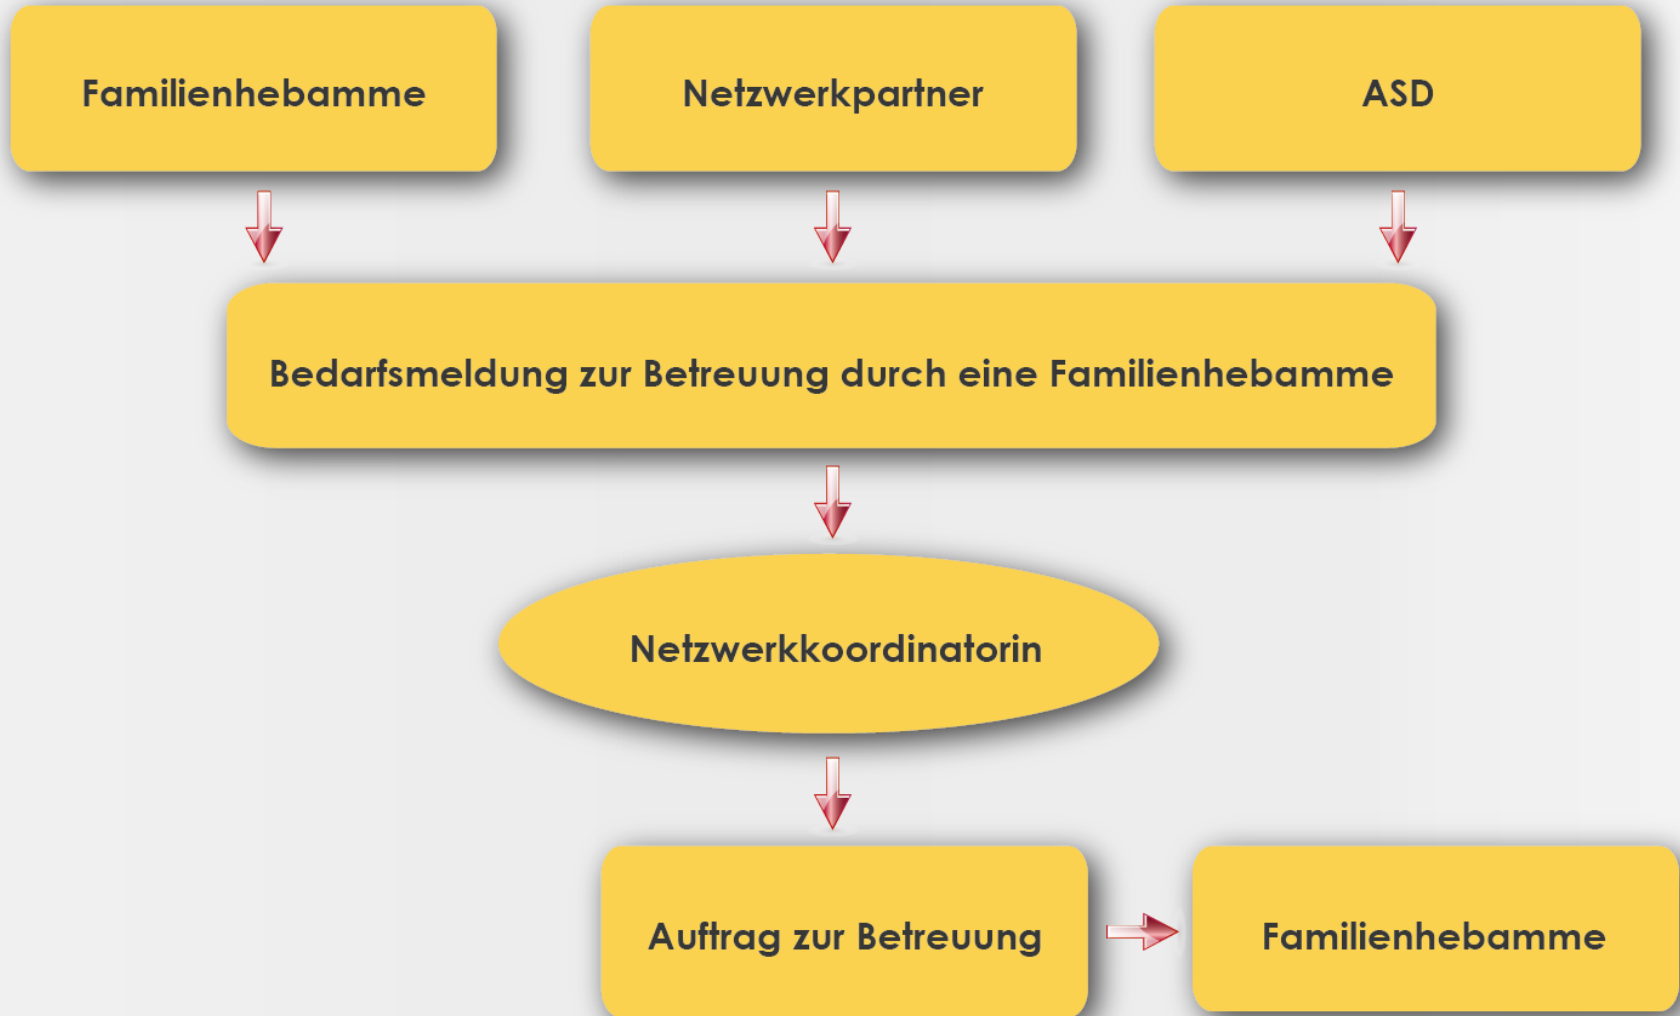 Familienhebamme
Netzwerkpartner
ASD
Bedarfsmeldung zur Betreuung durch eine Familienhebamme
Netzwerkkoordinatorin
Auftrag zur Betreuung
Familienhebamme